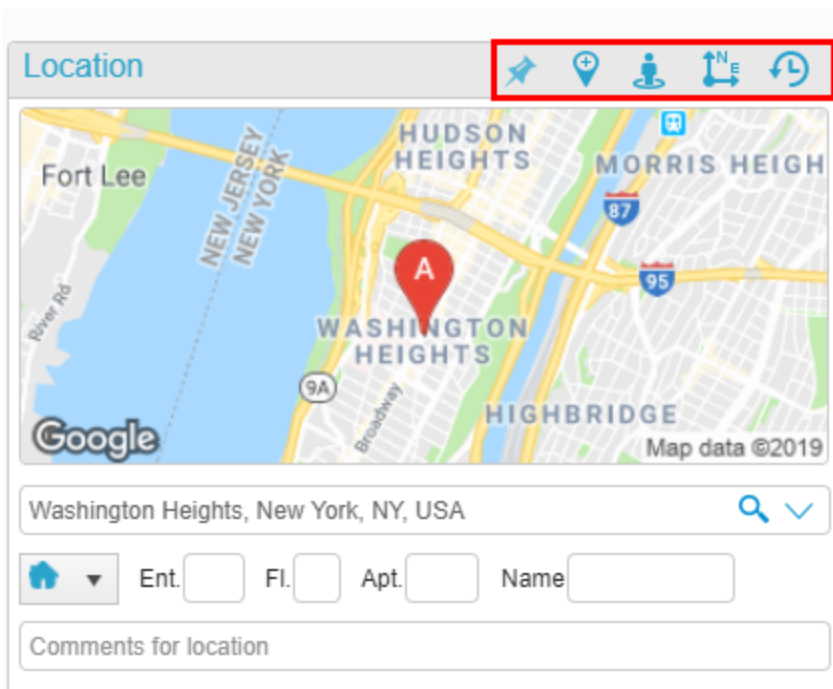 Location
N
E
HUDSON
HEIGHTS
MORRIS HEIGH
Fort Lee
NEW JERSEY
NEW YORK
87
A
95
River Rd
WASHINGTON
HEIGHTS
9A
Broadway
HIGHBRIDGE
Google
Map data ©2019
Washington Heights, New York, NY, USA
Ent. Fl. Apt. Name
Comments for location